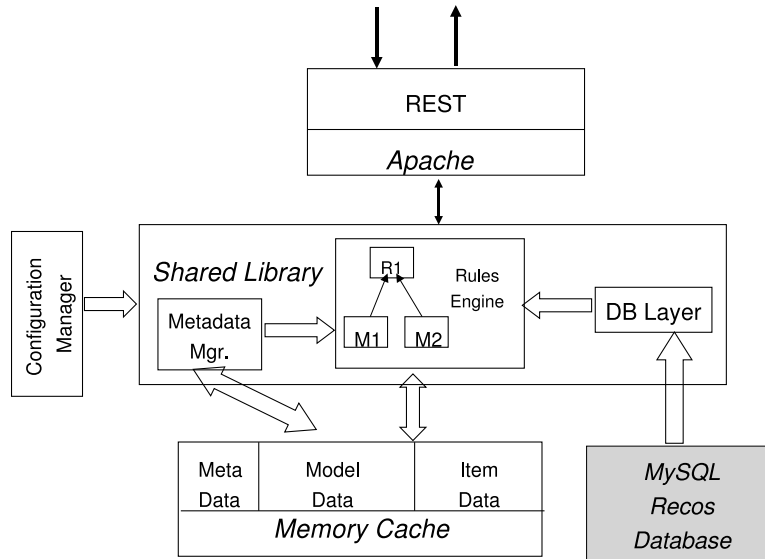 REST
Apache
Configuration
Manager
Shared Library
R1
Rules
Engine
Metadata
Mgr.
M1
M2
DB Layer
Meta
Data
Model
Data
Item
Data
Memory Cache
MySQL
Recos
Database